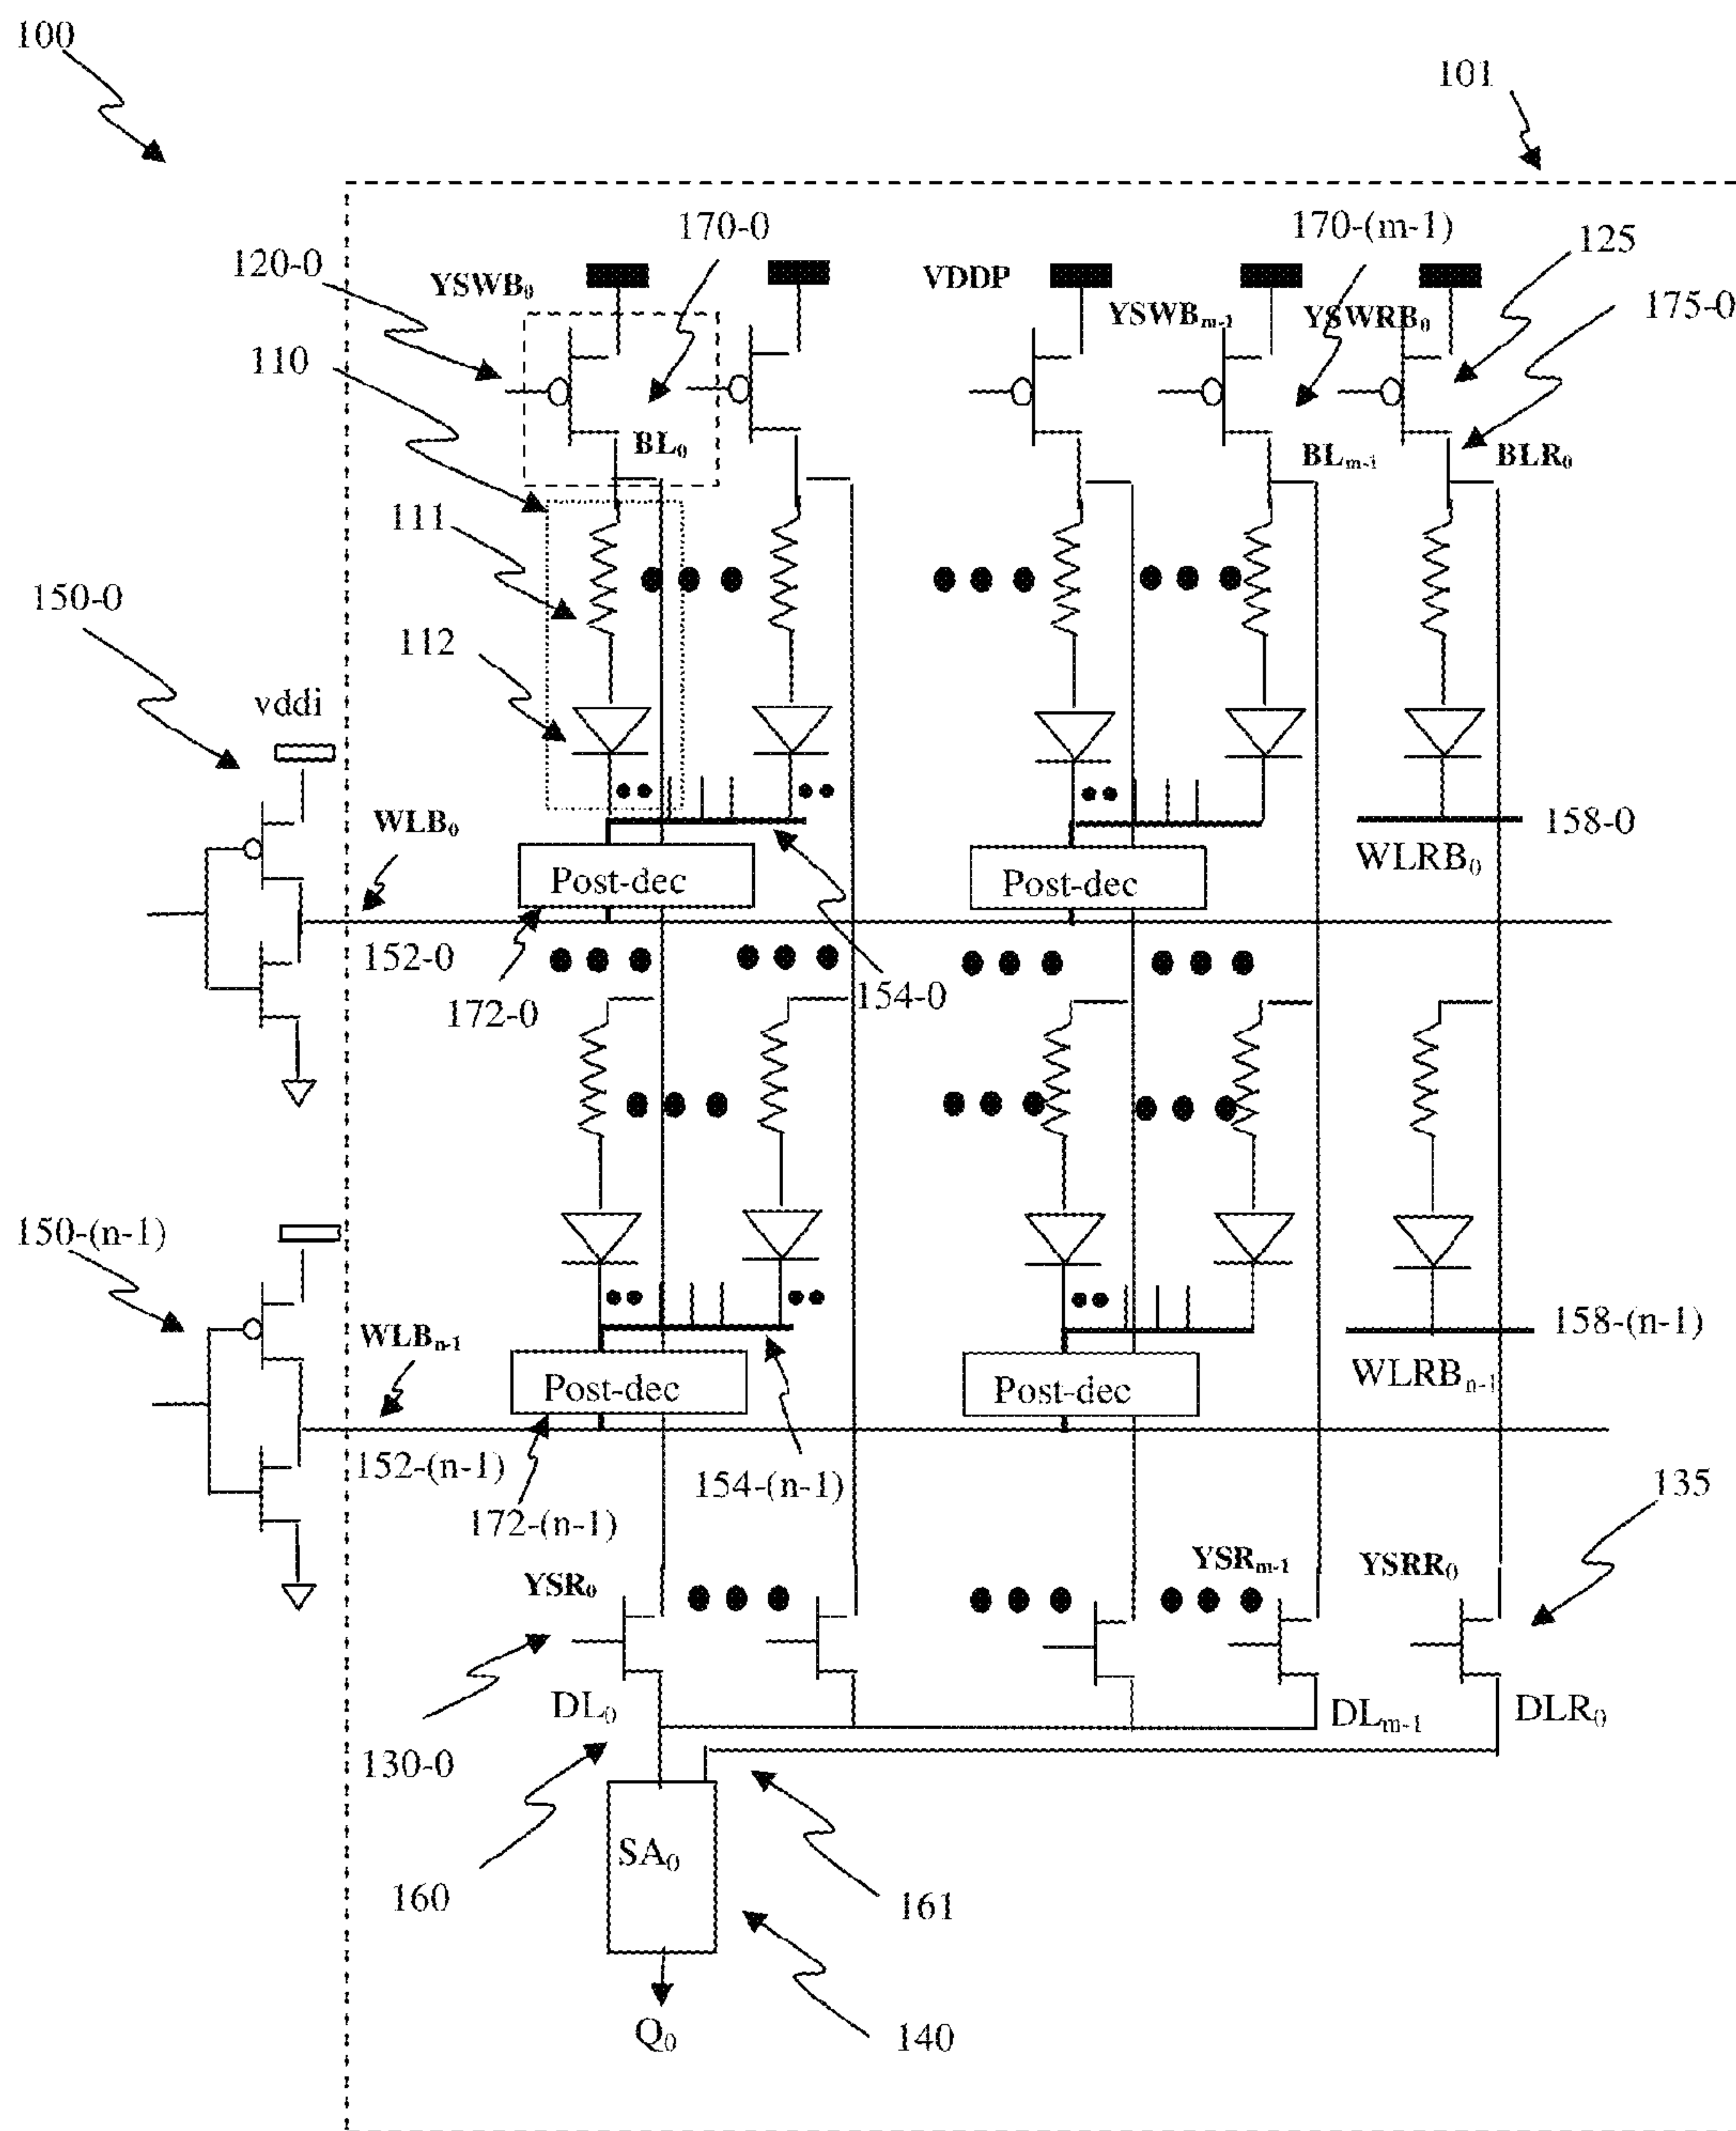 100
101
170-0
170-(m-1)
125
120-0
YSWB₀
VDDP
YSWBₘ₋₁
YSWRB₀
175-0
110
BL₀
BLₘ₋₁
BLR₀
111
150-0
112
vddi
WLB₀
158-0
WLRB₀
Post-dec
Post-dec
152-0
172-0
154-0
150-(n-1)
158-(n-1)
WLBₙ₋₁
WLRBₙ₋₁
Post-dec
Post-dec
152-(n-1)
154-(n-1)
172-(n-1)
135
YSR₀
YSRₘ₋₁
YSRR₀
DL₀
DLₘ₋₁
DLR₀
130-0
SA₀
160
161
Q₀
140